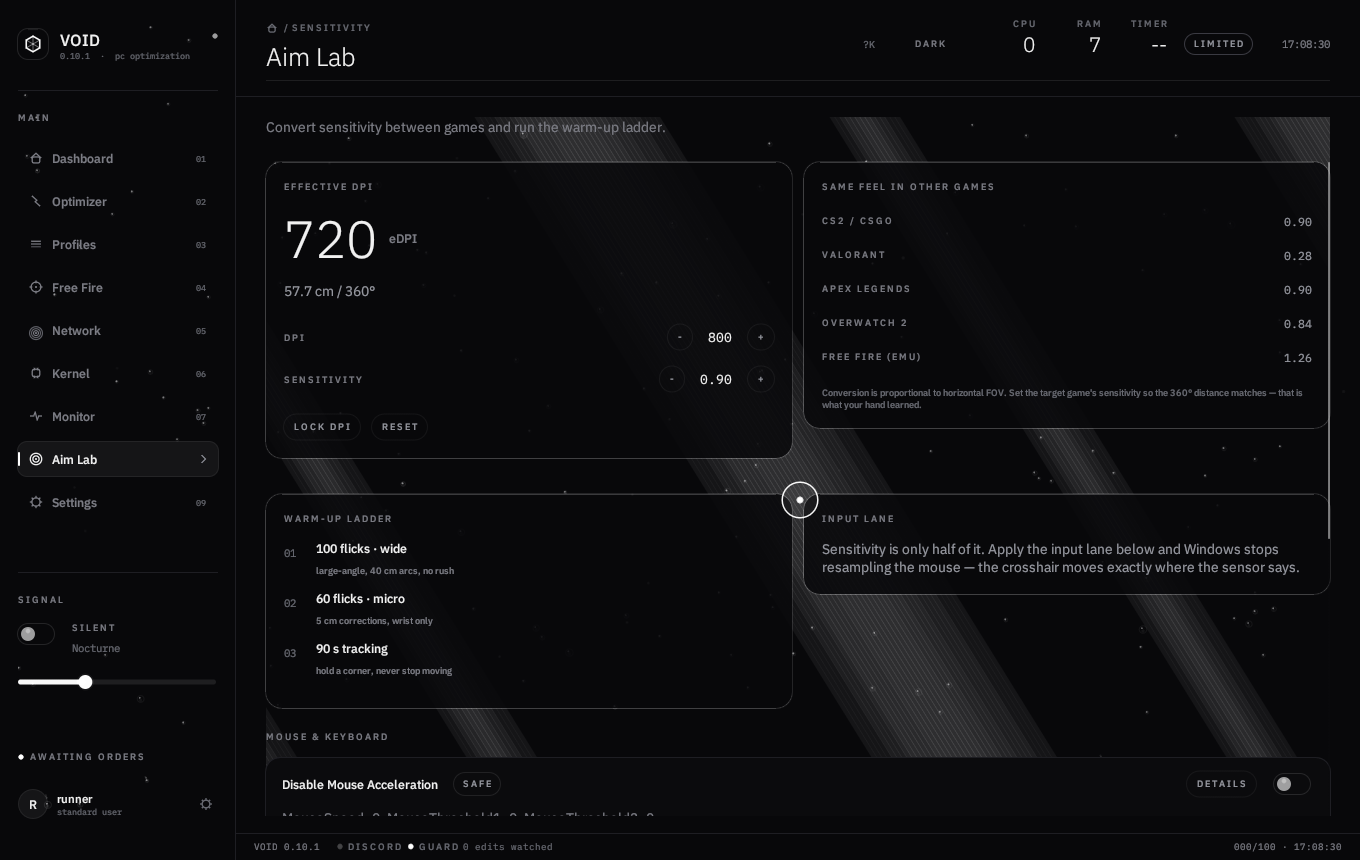 VOID
0.10.1 · pc optimization
MAIN
Dashboard 01
Optimizer 02
Profiles 03
Free Fire 04
Network 05
Kernel 06
Monitor 07
Aim Lab
Settings 09
SIGNAL
SILENT
Nocturne
AWAITING ORDERS
R
runner
standard user
/ SENSITIVITY
Aim Lab
?K
DARK
CPU
0
RAM
7
TIMER
--
LIMITED
17:08:30
Convert sensitivity between games and run the warm-up ladder.
EFFECTIVE DPI
720 eDPI
57.7 cm / 360°
DPI - 800 +
SENSITIVITY - 0.90 +
LOCK DPI RESET
SAME FEEL IN OTHER GAMES
CS2 / CSGO 0.90
VALORANT 0.28
APEX LEGENDS 0.90
OVERWATCH 2 0.84
FREE FIRE (EMU) 1.26
Conversion is proportional to horizontal FOV. Set the target game's sensitivity so the 360° distance matches — that is
what your hand learned.
WARM-UP LADDER
01 100 flicks · wide
large-angle, 40 cm arcs, no rush
02 60 flicks · micro
5 cm corrections, wrist only
03 90 s tracking
hold a corner, never stop moving
INPUT LANE
Sensitivity is only half of it. Apply the input lane below and Windows stops
resampling the mouse — the crosshair moves exactly where the sensor says.
MOUSE & KEYBOARD
Disable Mouse Acceleration SAFE DETAILS
MouseSpeed=0, MouseThreshold1=0, MouseThreshold2=0
VOID 0.10.1 DISCORD GUARD 0 edits watched 000/100 · 17:08:30